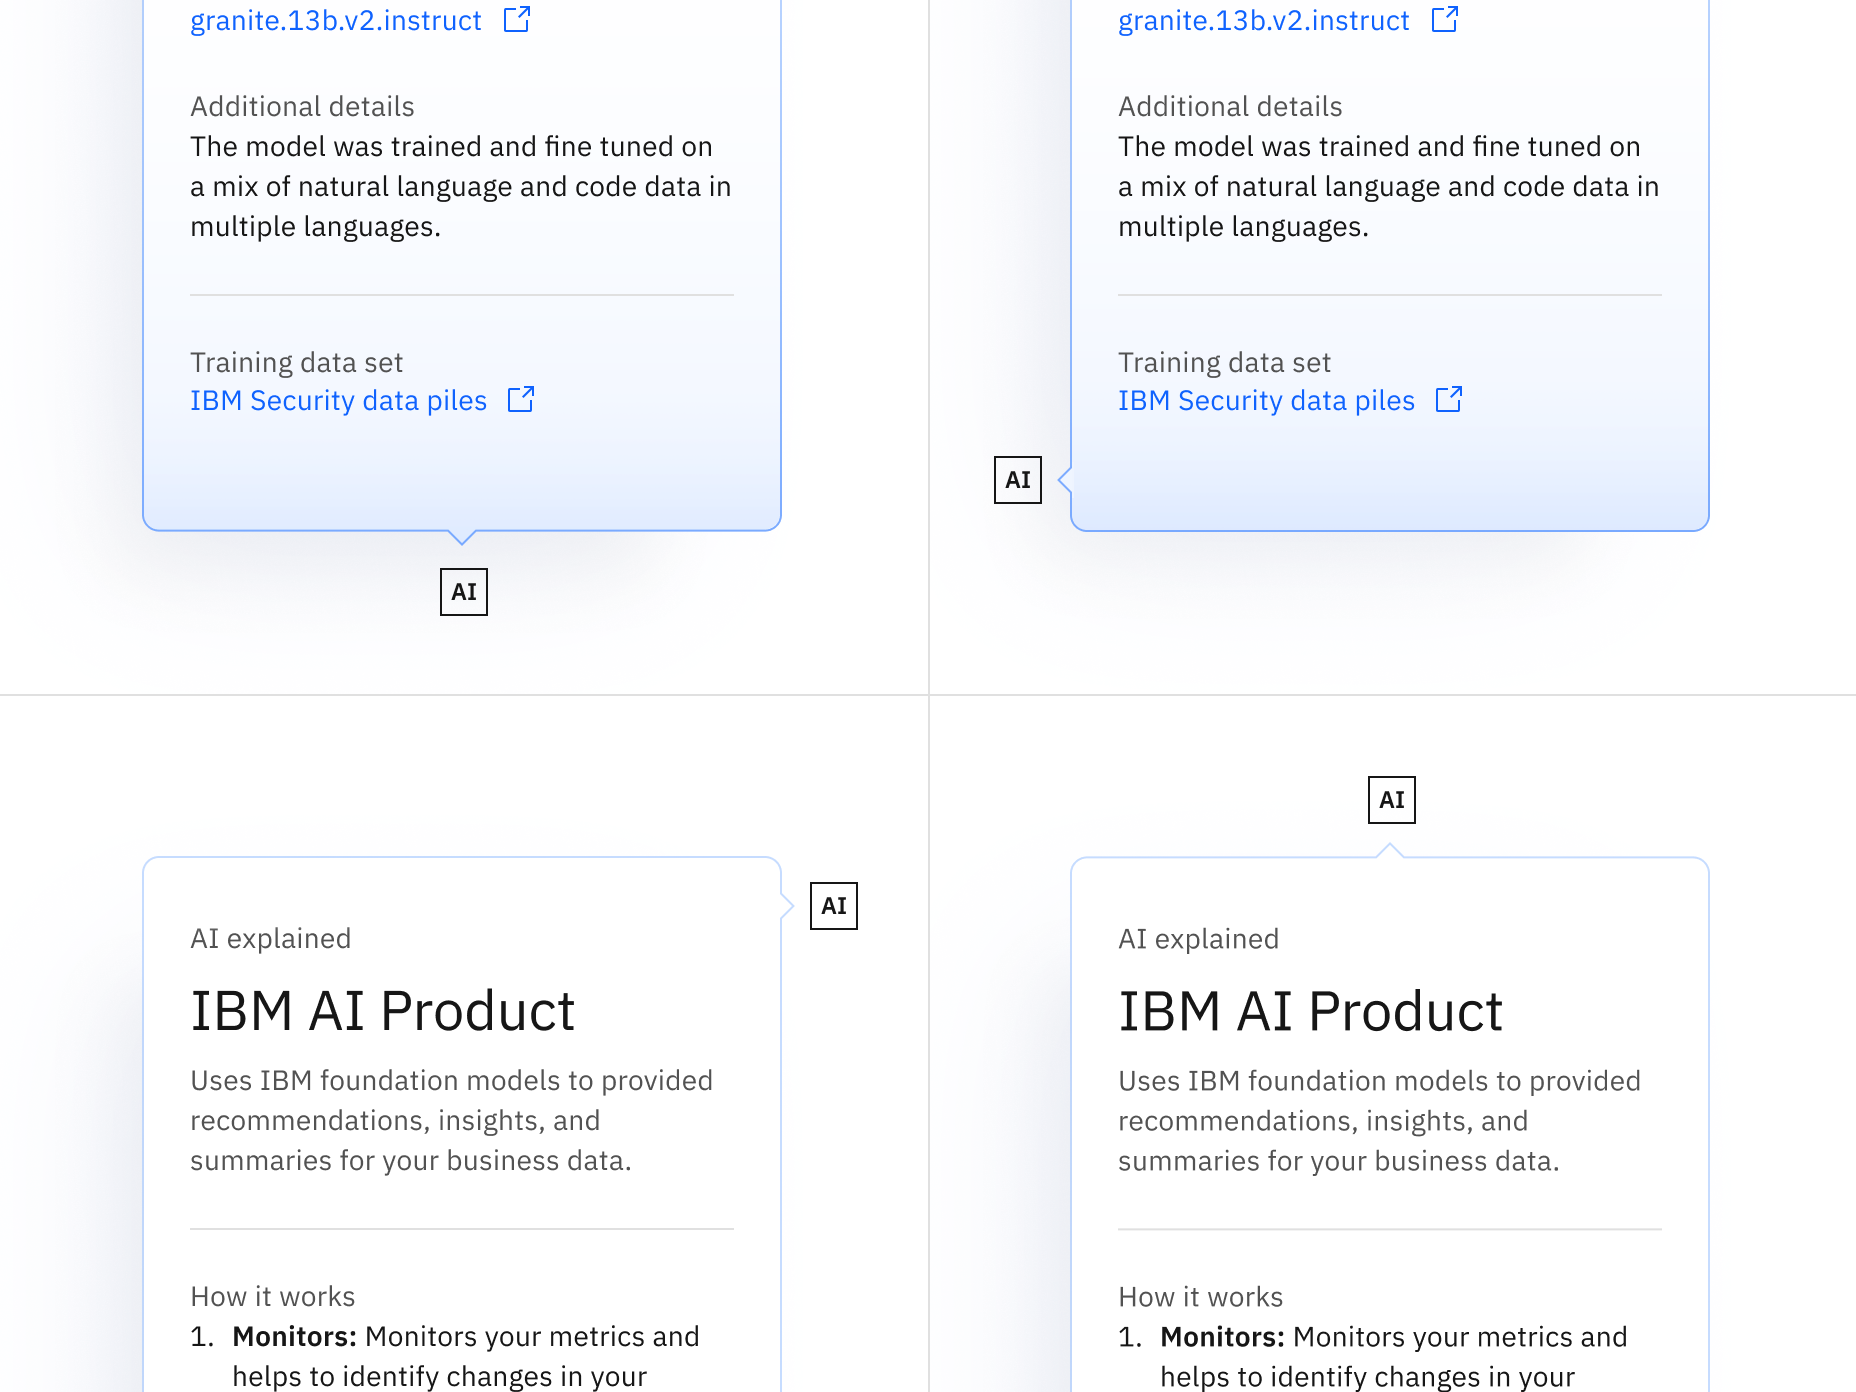 granite.13b.v2.instruct
Additional details
The model was trained and fine tuned on
a mix of natural language and code data in
multiple languages.
Training data set
IBM Security data piles
AI
granite.13b.v2.instruct
Additional details
The model was trained and fine tuned on
a mix of natural language and code data in
multiple languages.
Training data set
IBM Security data piles
AI
AI
AI explained
IBM AI Product
Uses IBM foundation models to provided
recommendations, insights, and
summaries for your business data.
How it works
1. Monitors: Monitors your metrics and
helps to identify changes in your
AI
AI explained
IBM AI Product
Uses IBM foundation models to provided
recommendations, insights, and
summaries for your business data.
How it works
1. Monitors: Monitors your metrics and
helps to identify changes in your